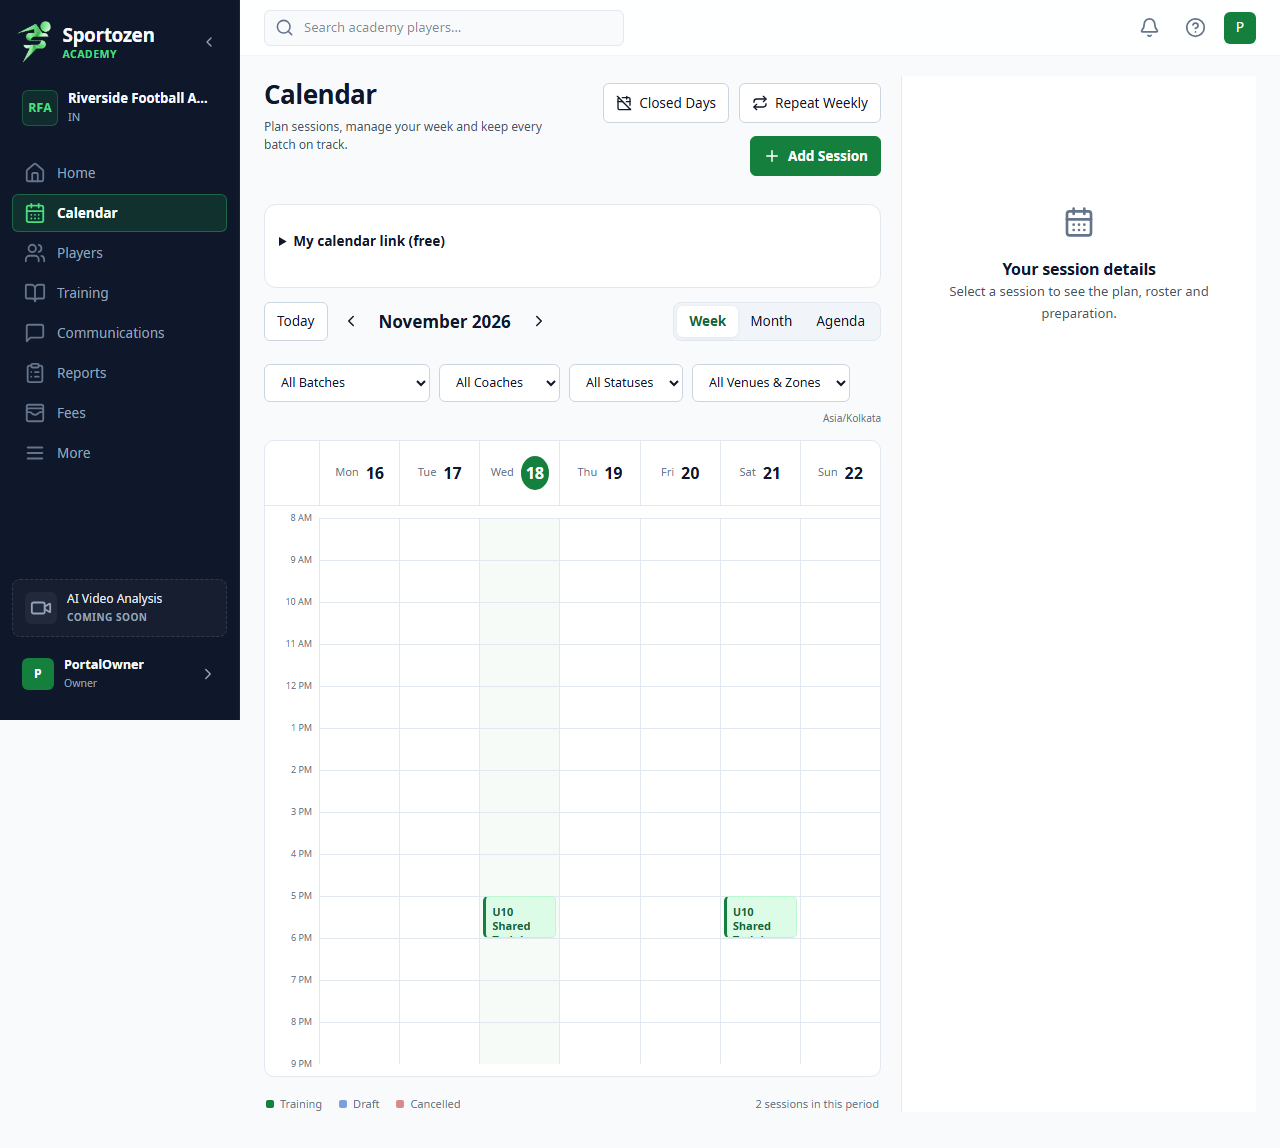 Sportozen
ACADEMY
Search academy players...
P
RFA
Riverside Football A...
IN
Home
Calendar
Players
Training
Communications
Reports
Fees
More
AI Video Analysis
COMING SOON
P
PortalOwner
Owner
Calendar
Plan sessions, manage your week and keep every
batch on track.
Closed Days
Repeat Weekly
Add Session
My calendar link (free)
Today
November 2026
Week
Month
Agenda
All Batches
All Coaches
All Statuses
All Venues & Zones
Asia/Kolkata
Mon 16
Tue 17
Wed 18
Thu 19
Fri 20
Sat 21
Sun 22
8 AM
9 AM
10 AM
11 AM
12 PM
1 PM
2 PM
3 PM
4 PM
5 PM
6 PM
7 PM
8 PM
9 PM
U10
Shared
U10
Shared
Training
Draft
Cancelled
2 sessions in this period
Your session details
Select a session to see the plan, roster and
preparation.